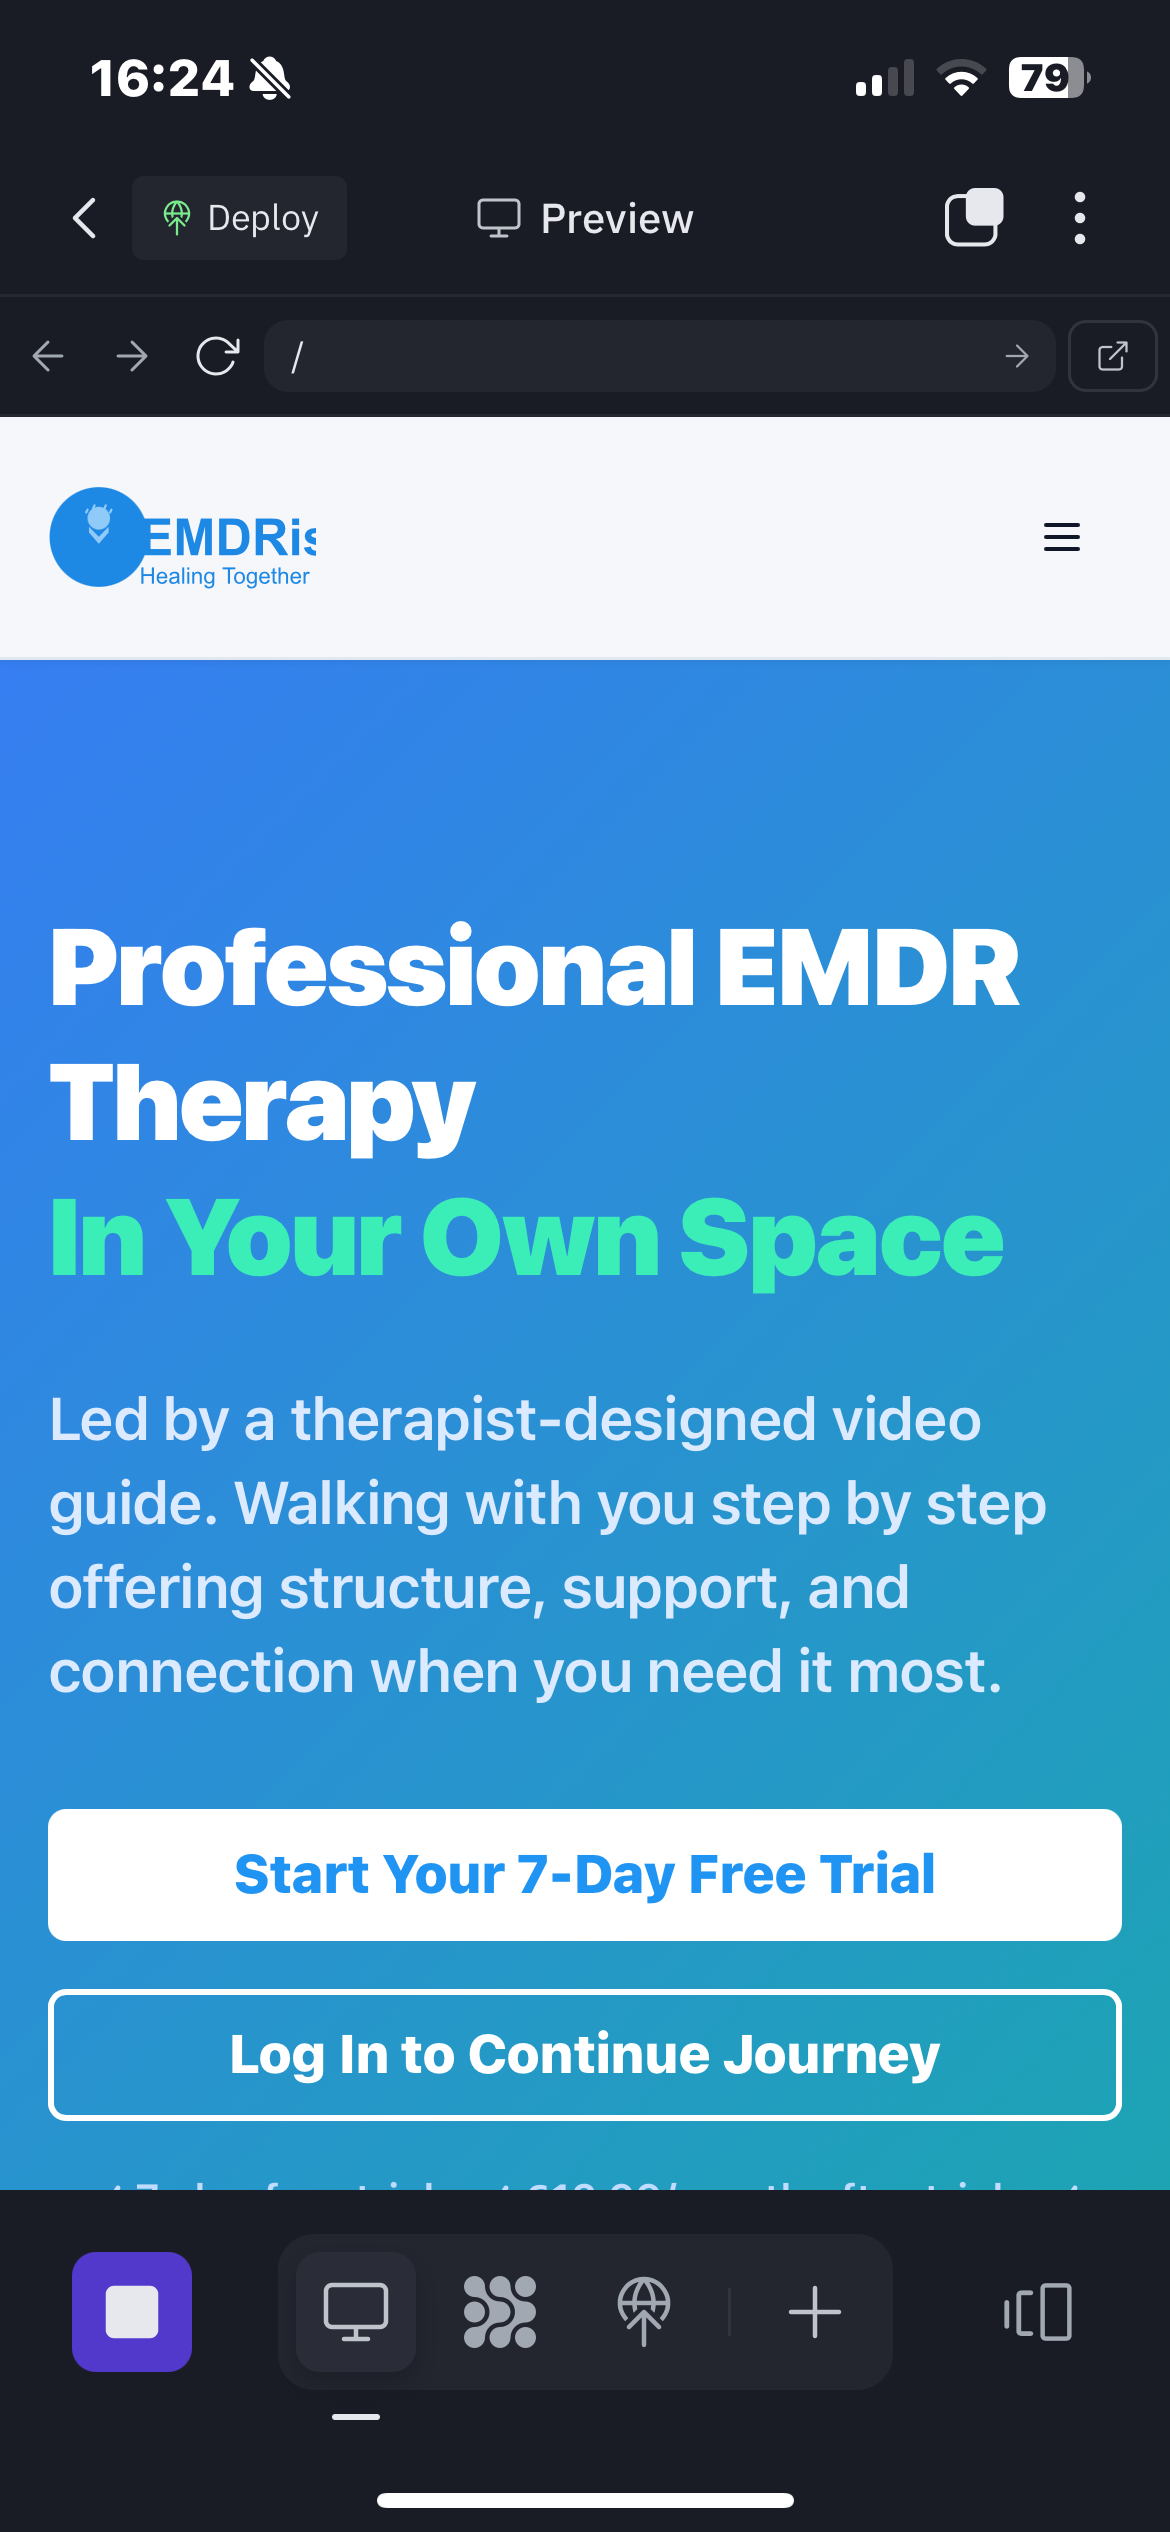 16:24
79
Deploy
Preview
/
EMDRis
Healing Together
Professional EMDR
Therapy
In Your Own Space
Led by a therapist-designed video
guide. Walking with you step by step
offering structure, support, and
connection when you need it most.
Start Your 7-Day Free Trial
Log In to Continue Journey